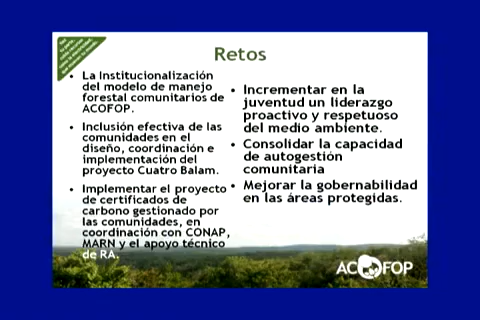 Retos
• La Institucionalización
del modelo de manejo
forestal comunitarios de
ACOFOP.
• Inclusión efectiva de las
comunidades en el
diseño, coordinación e
implementación del
proyecto Cuatro Balam.
• Implementar el proyecto
de certificados de
carbono gestionado por
las comunidades, en
coordinación con CONAP,
MARN y el apoyo técnico
de RA.
• Incrementar en la
juventud un liderazgo
proactivo y respetuoso
del medio ambiente.
• Consolidar la capacidad
de autogestión
comunitaria
• Mejorar la gobernabilidad
en las áreas protegidas.
ACOFOP